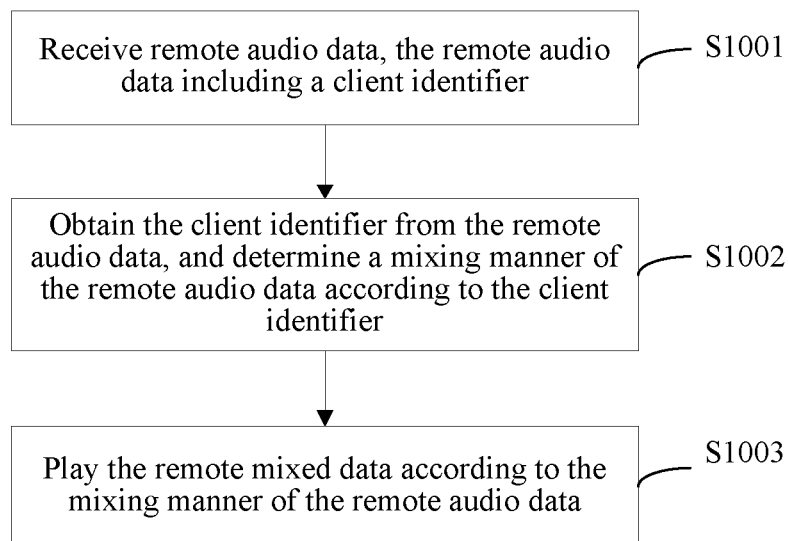 Receive remote audio data, the remote audio
data including a client identifier
S1001
Obtain the client identifier from the remote
audio data, and determine a mixing manner of
the remote audio data according to the client
identifier
S1002
Play the remote mixed data according to the
mixing manner of the remote audio data
S1003